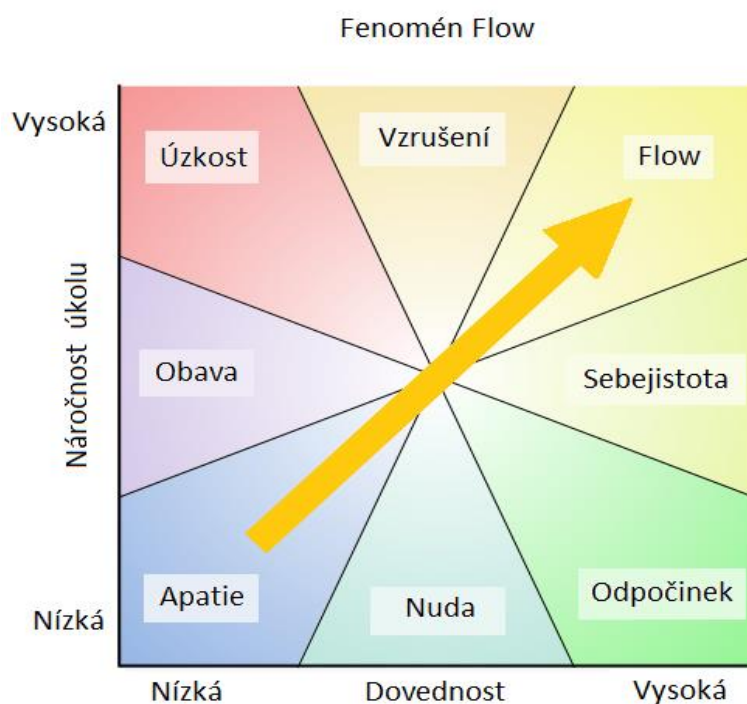 Fenomén Flow
Vysoká
Úzkost
Vzrušení
Flow
Náročnost úkolu
Obava
Sebejistota
Apatie
Nuda
Odpočinek
Nízká
Nízká
Dovednost
Vysoká